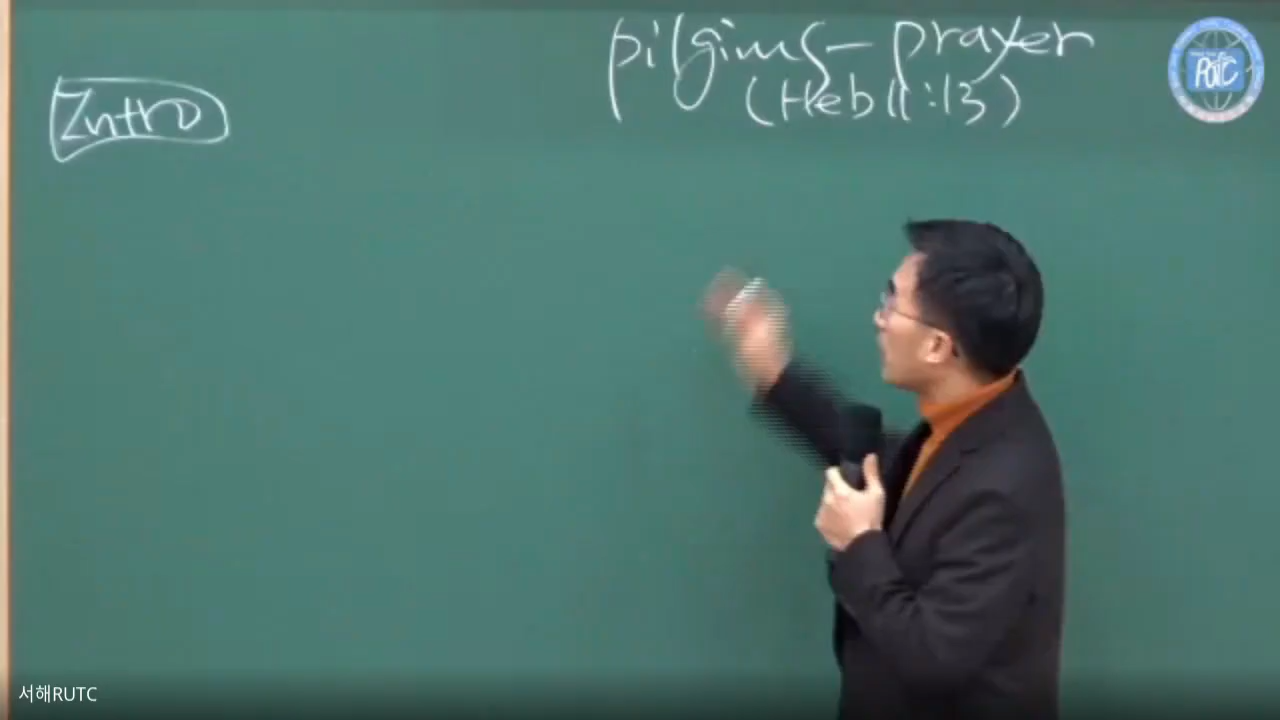 pilgims - prayer
(Heb 11:13)
Intro
RUTC
서해RUTC